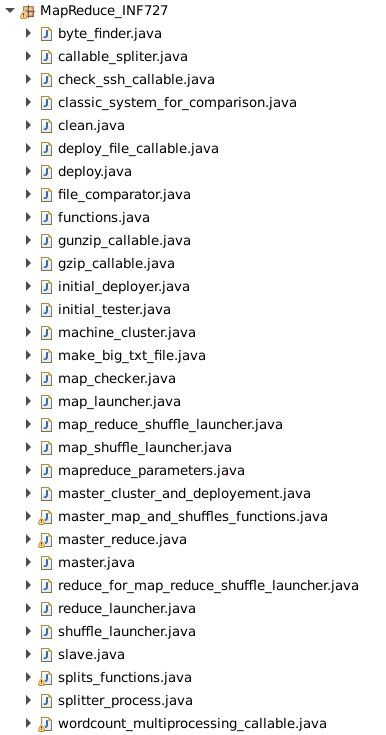 MapReduce_INF727
byte_finder.java
callable_spliter.java
check_ssh_callable.java
classic_system_for_comparison.java
clean.java
deploy_file_callable.java
deploy.java
file_comparator.java
functions.java
gunzip_callable.java
gzip_callable.java
initial_deployer.java
initial_tester.java
machine_cluster.java
make_big_txt_file.java
map_checker.java
map_launcher.java
map_reduce_shuffle_launcher.java
map_shuffle_launcher.java
mapreduce_parameters.java
master_cluster_and_deployement.java
master_map_and_shuffles_functions.java
master_reduce.java
master.java
reduce_for_map_reduce_shuffle_launcher.java
reduce_launcher.java
shuffle_launcher.java
slave.java
splits_functions.java
splitter_process.java
wordcount_multiprocessing_callable.java